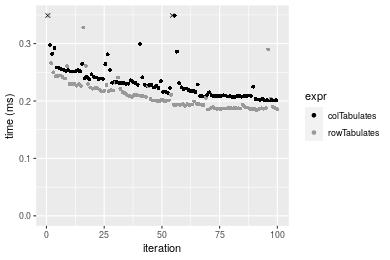 0.3
0.2
0.1
0.0
time (ms)
0
25
50
75
100
iteration
expr
colTabulates
rowTabulates